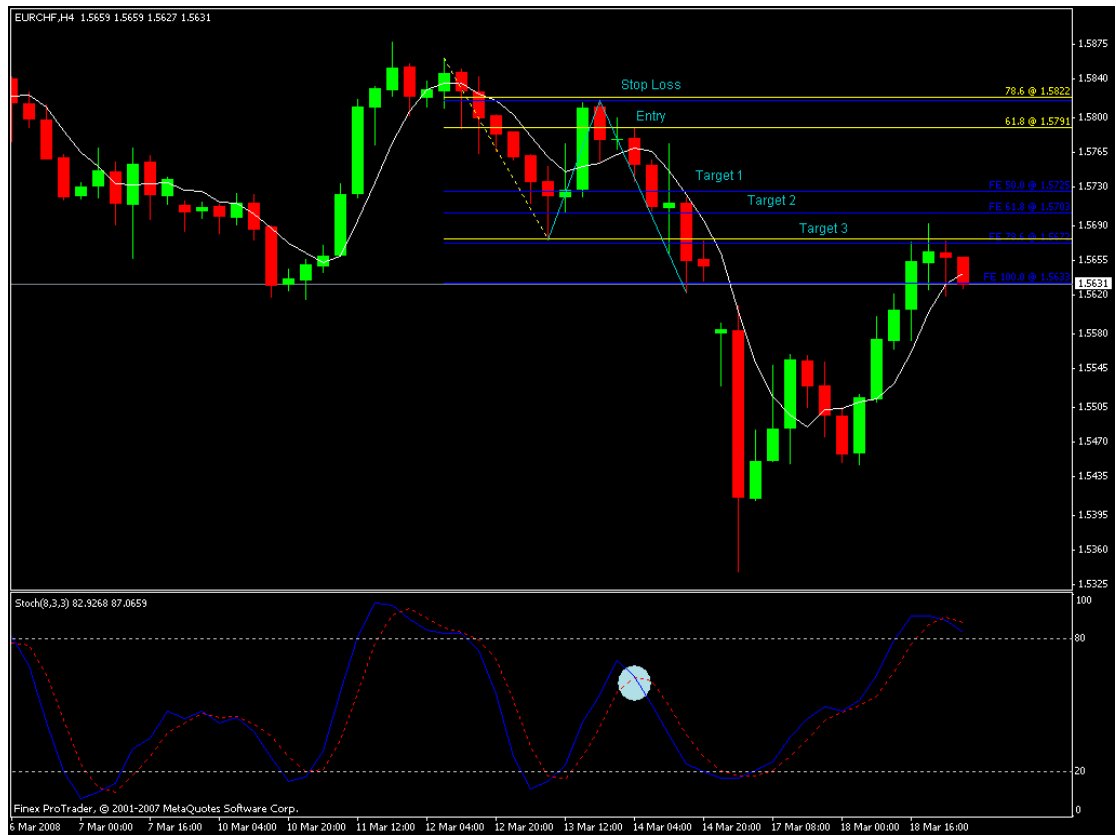 EURCHF,H4 1.5659 1.5659 1.5627 1.5631
1.5875
1.5840
Stop Loss
78.6 @ 1.5822
1.5800
Entry
61.8 @ 1.5791
1.5765
Target 1
1.5730
FE 50.0 @ 1.5725
Target 2
FE 61.8 @ 1.5703
1.5690
Target 3
FE 78.6 @ 1.5672
1.5655
FE 100.0 @ 1.5633
1.5631
1.5620
1.5580
1.5545
1.5505
1.5470
1.5435
1.5395
1.5360
1.5325
Stoch(8,3,3) 82.9268 87.0659
100
80
20
0
Finex ProTrader, © 2001-2007 MetaQuotes Software Corp.
6 Mar 2008 7 Mar 00:00 7 Mar 16:00 10 Mar 04:00 10 Mar 20:00 11 Mar 12:00 12 Mar 04:00 12 Mar 20:00 13 Mar 12:00 14 Mar 04:00 14 Mar 20:00 17 Mar 08:00 18 Mar 00:00 18 Mar 16:00